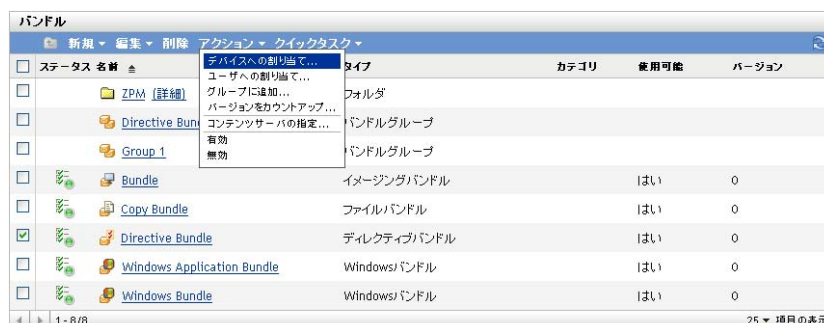 バンドル
新規 編集 削除 アクション クイックタスク
デバイスへの割り当て...
ユーザへの割り当て...
グループに追加...
バージョンをカウントアップ...
コンテンツサーバの指定...
有効
無効
ステータス 名前 タイプ カテゴリ 使用可能 バージョン
ZPM (詳細) フォルダ
Directive Bun バンドルグループ
Group 1 バンドルグループ
Bundle イメージングバンドル はい 0
Copy Bundle ファイルバンドル はい 0
Directive Bundle ディレクティブバンドル はい 0
Windows Application Bundle Windowsバンドル はい 0
Windows Bundle Windowsバンドル はい 0
1 - 8/8 25 項目の表示